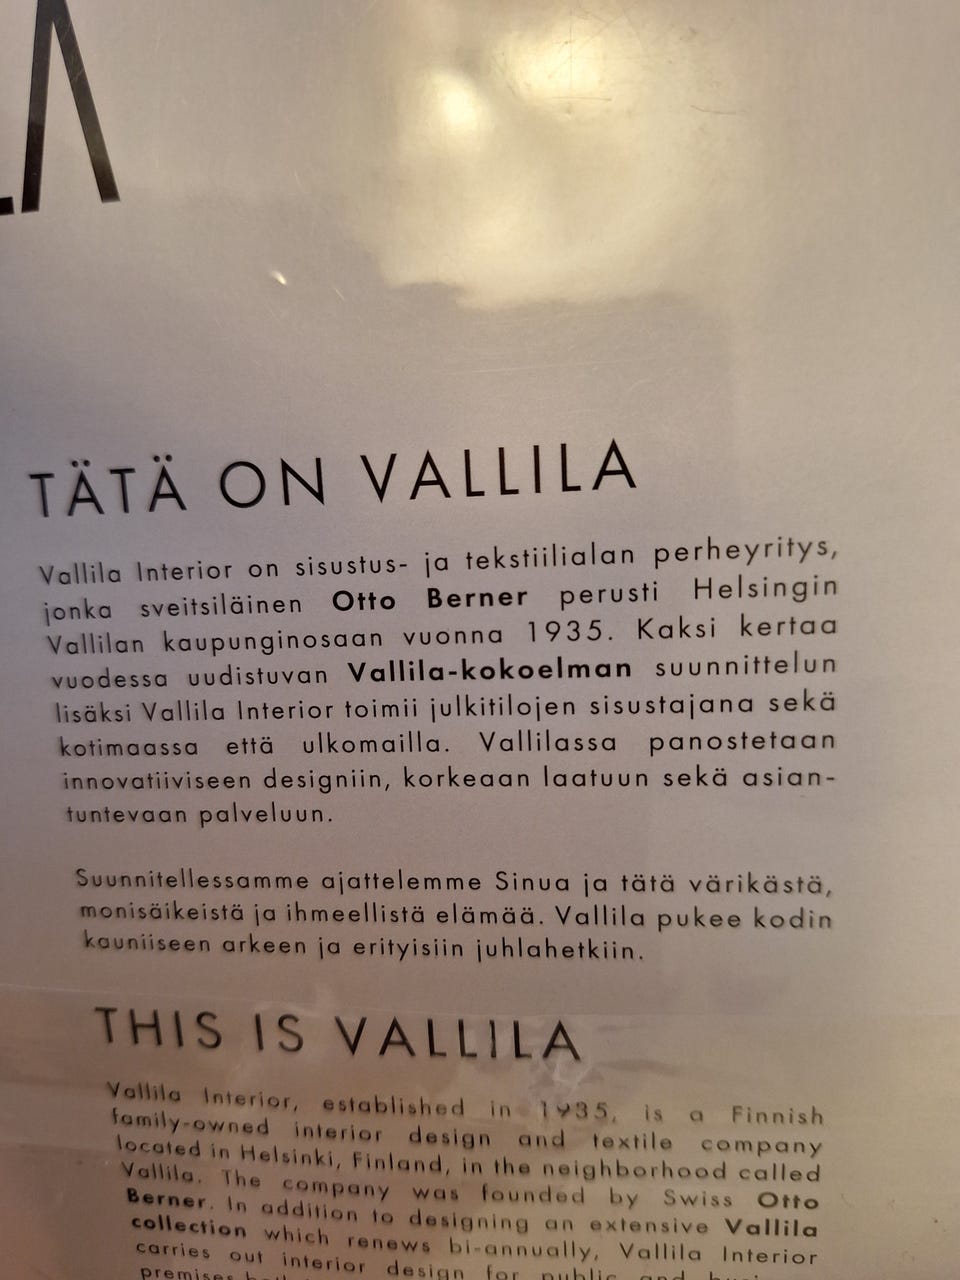 LA
TÄTÄ ON VALLILA
Vallila Interior on sisustus- ja tekstiilialan perheyritys,
jonka sveitsiläinen Otto Berner perusti Helsingin
Vallilan kaupunginosaan vuonna 1935. Kaksi kertaa
vuodessa uudistuvan Vallila-kokoelman suunnittelun
lisäksi Vallila Interior toimii julkitilojen sisustajana sekä
kotimaassa että ulkomailla. Vallilassa panostetaan
innovatiiviseen designiin, korkeaan laatuun sekä asian-
tuntevaan palveluun.
Suunnitellessamme ajattelemme Sinua ja tätä värikästä,
monisäikeistä ja ihmeellistä elämää. Vallila pukee kodin
kauniiseen arkeen ja erityisiin juhlahetkiin.
THIS IS VALLILA
Vallila Interior, established in 1935, is a Finnish
family-owned interior design and textile company
located in Helsinki, Finland, in the neighborhood called
Vallila. The company was founded by Swiss Otto
Berner. In addition to designing an extensive Vallila
collection which renews bi-annually, Vallila Interior
carries out interior design for public and
premises